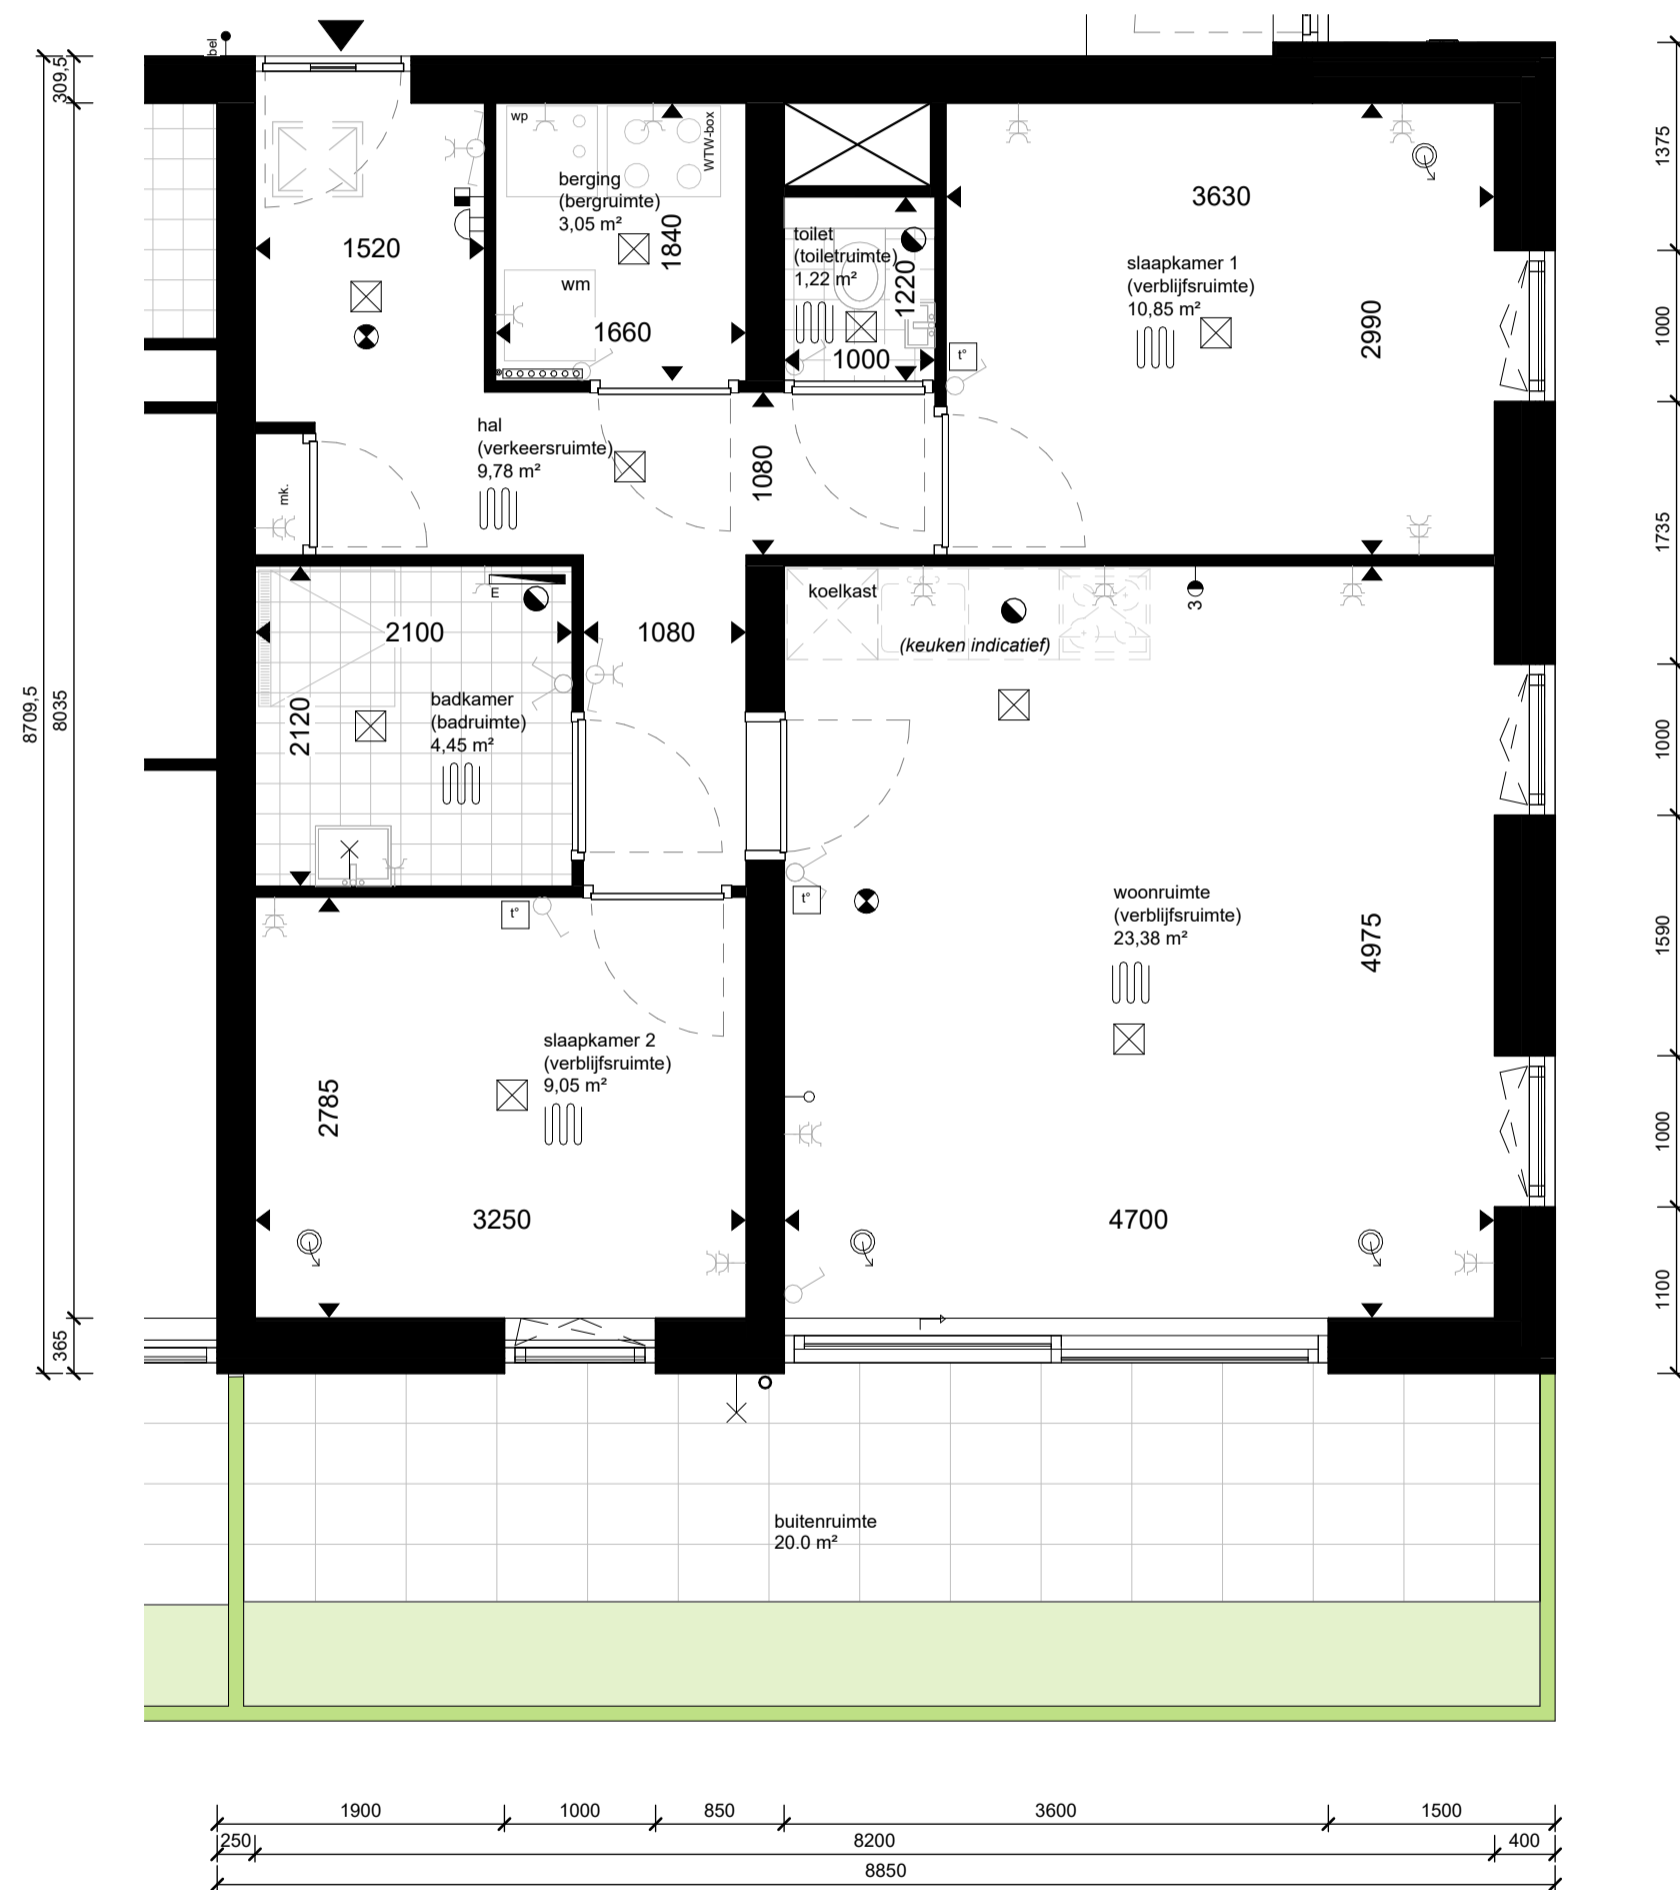 bel
309,5
wp
WTW-box
berging
(bergruimte)
3,05 m²
1840
1520
wm
1660
toilet
(toiletruimte)
1,22 m²
1220
1000
3630
slaapkamer 1
(verblijfsruimte)
10,85 m²
2990
t°
1375
1000
1735
hal
(verkeersruimte)
9,78 m²
1080
mk.
E
2100
1080
badkamer
(badruimte)
4,45 m²
2120
koelkast
(keuken indicatief)
3
8709,5
8035
1000
t°
t°
woonruimte
(verblijfsruimte)
23,38 m²
4975
1590
slaapkamer 2
(verblijfsruimte)
9,05 m²
2785
1000
3250
4700
1100
365
buitenruimte
20.0 m²
1900
1000
850
3600
1500
250
8200
400
8850